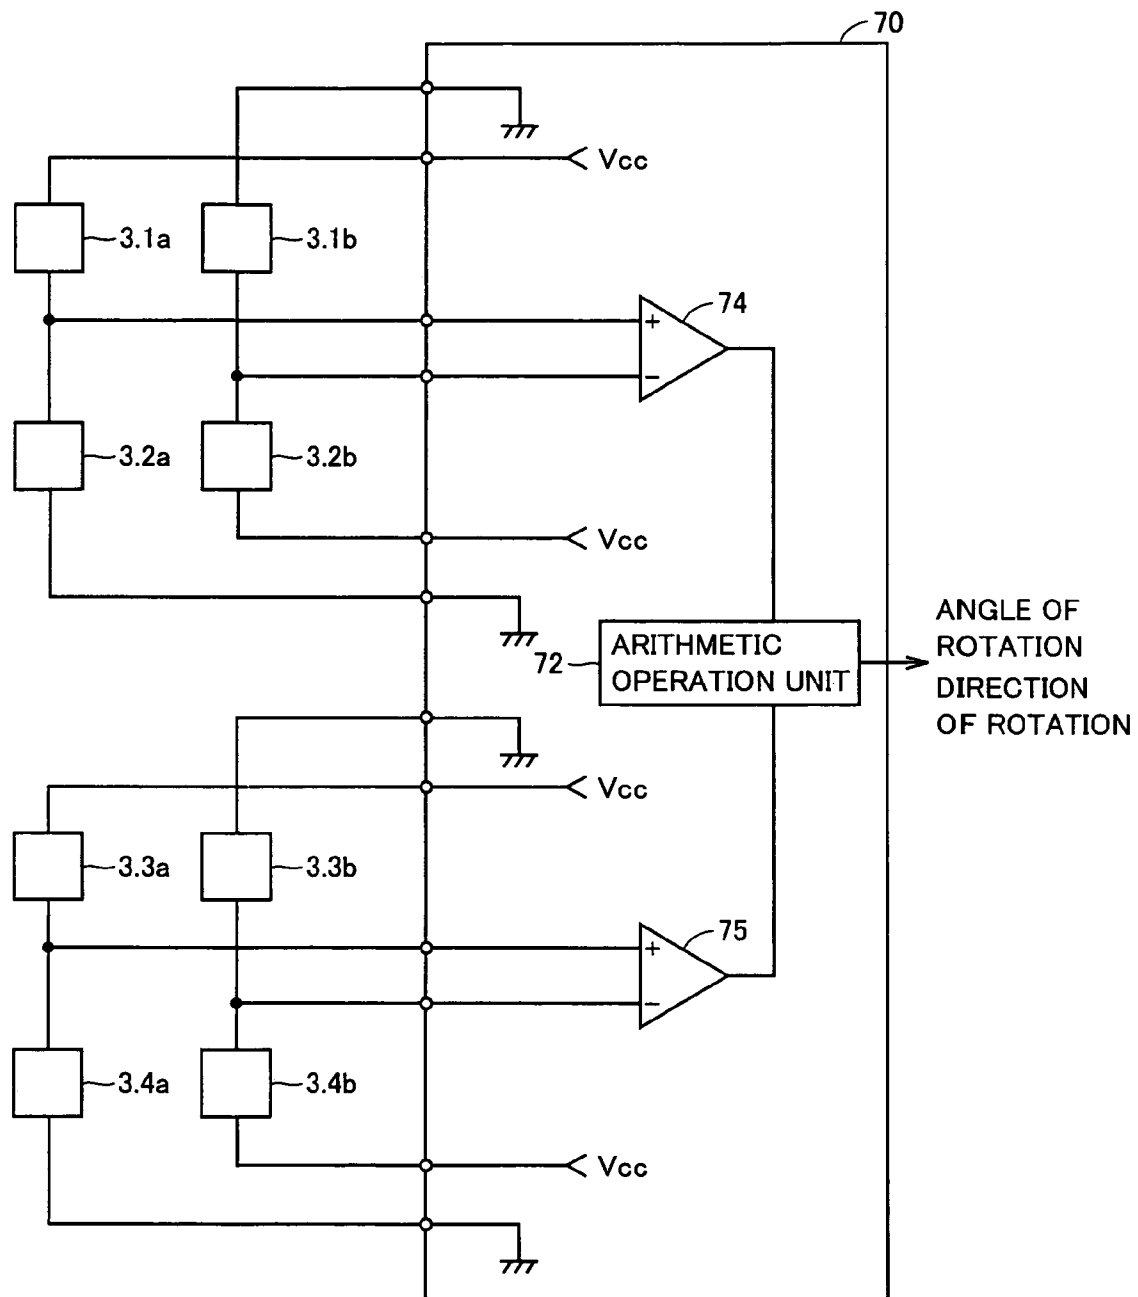 70
Vcc
3.1a
3.1b
74
+
−
3.2a
3.2b
Vcc
72
ARITHMETIC
OPERATION UNIT
ANGLE OF
ROTATION
DIRECTION
OF ROTATION
Vcc
3.3a
3.3b
75
+
−
3.4a
3.4b
Vcc